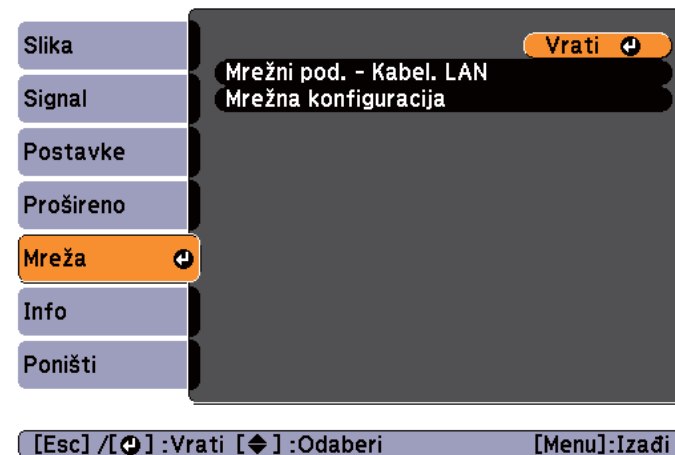 Slika
Signal
Postavke
Prošireno
Mreža
Info
Poništi
Vrati
Mrežni pod. - Kabel. LAN
Mrežna konfiguracija
[Esc] /[⏎] :Vrati [◆] :Odaberi [Menu]:Izađi